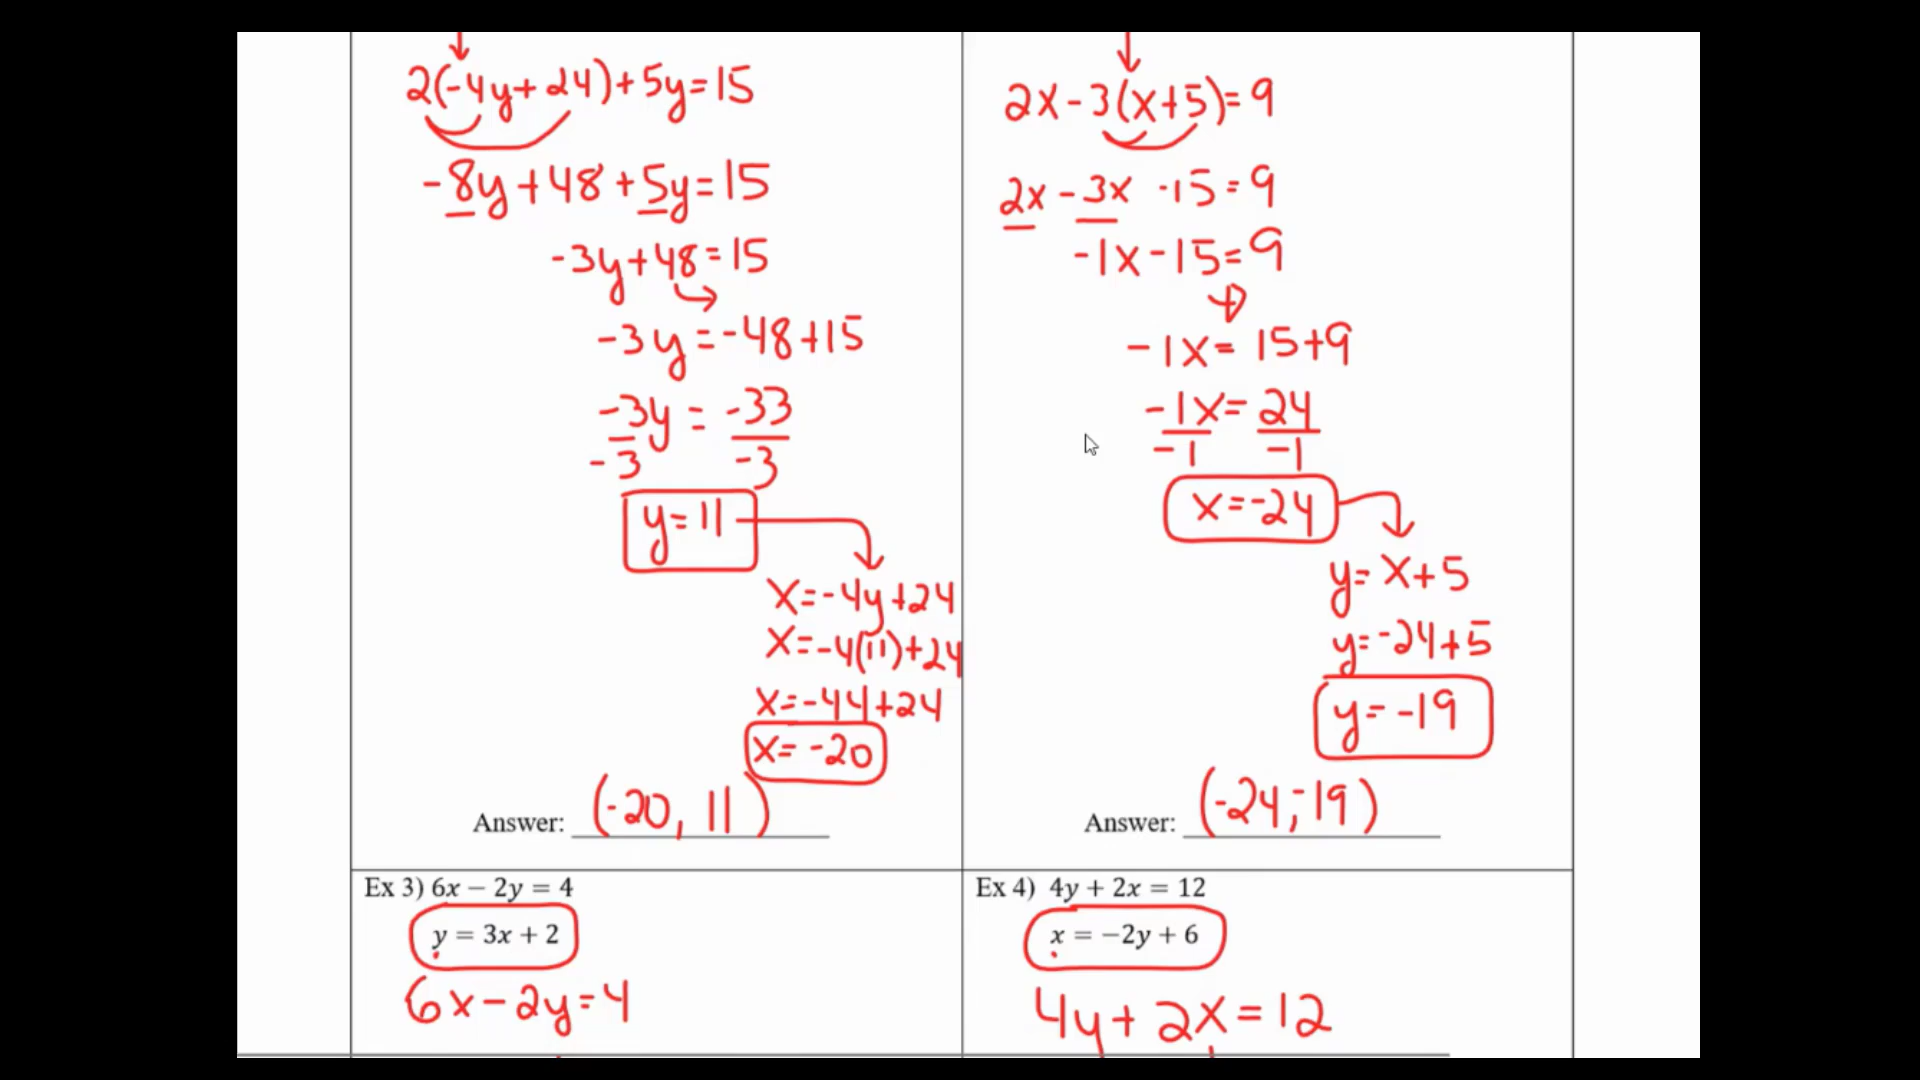 2(-4y+24)+5y=15
-8y+48+5y=15
-3y+48=15
-3y=-48+15
-3y = -33
-3 -3
y=11
x=-4y+24
x=-4(11)+24
x=-44+24
x=-20
Answer: (-20, 11)
2x-3(x+5)=9
2x-3x-15=9
-1x-15=9
-1x=15+9
-1x=24
-1 -1
x=-24
y=x+5
y=-24+5
y=-19
Answer: (-24,-19)
Ex 3) 6x − 2y = 4
y = 3x + 2
6x-2y=4
Ex 4) 4y + 2x = 12
x = −2y + 6
4y+2x=12